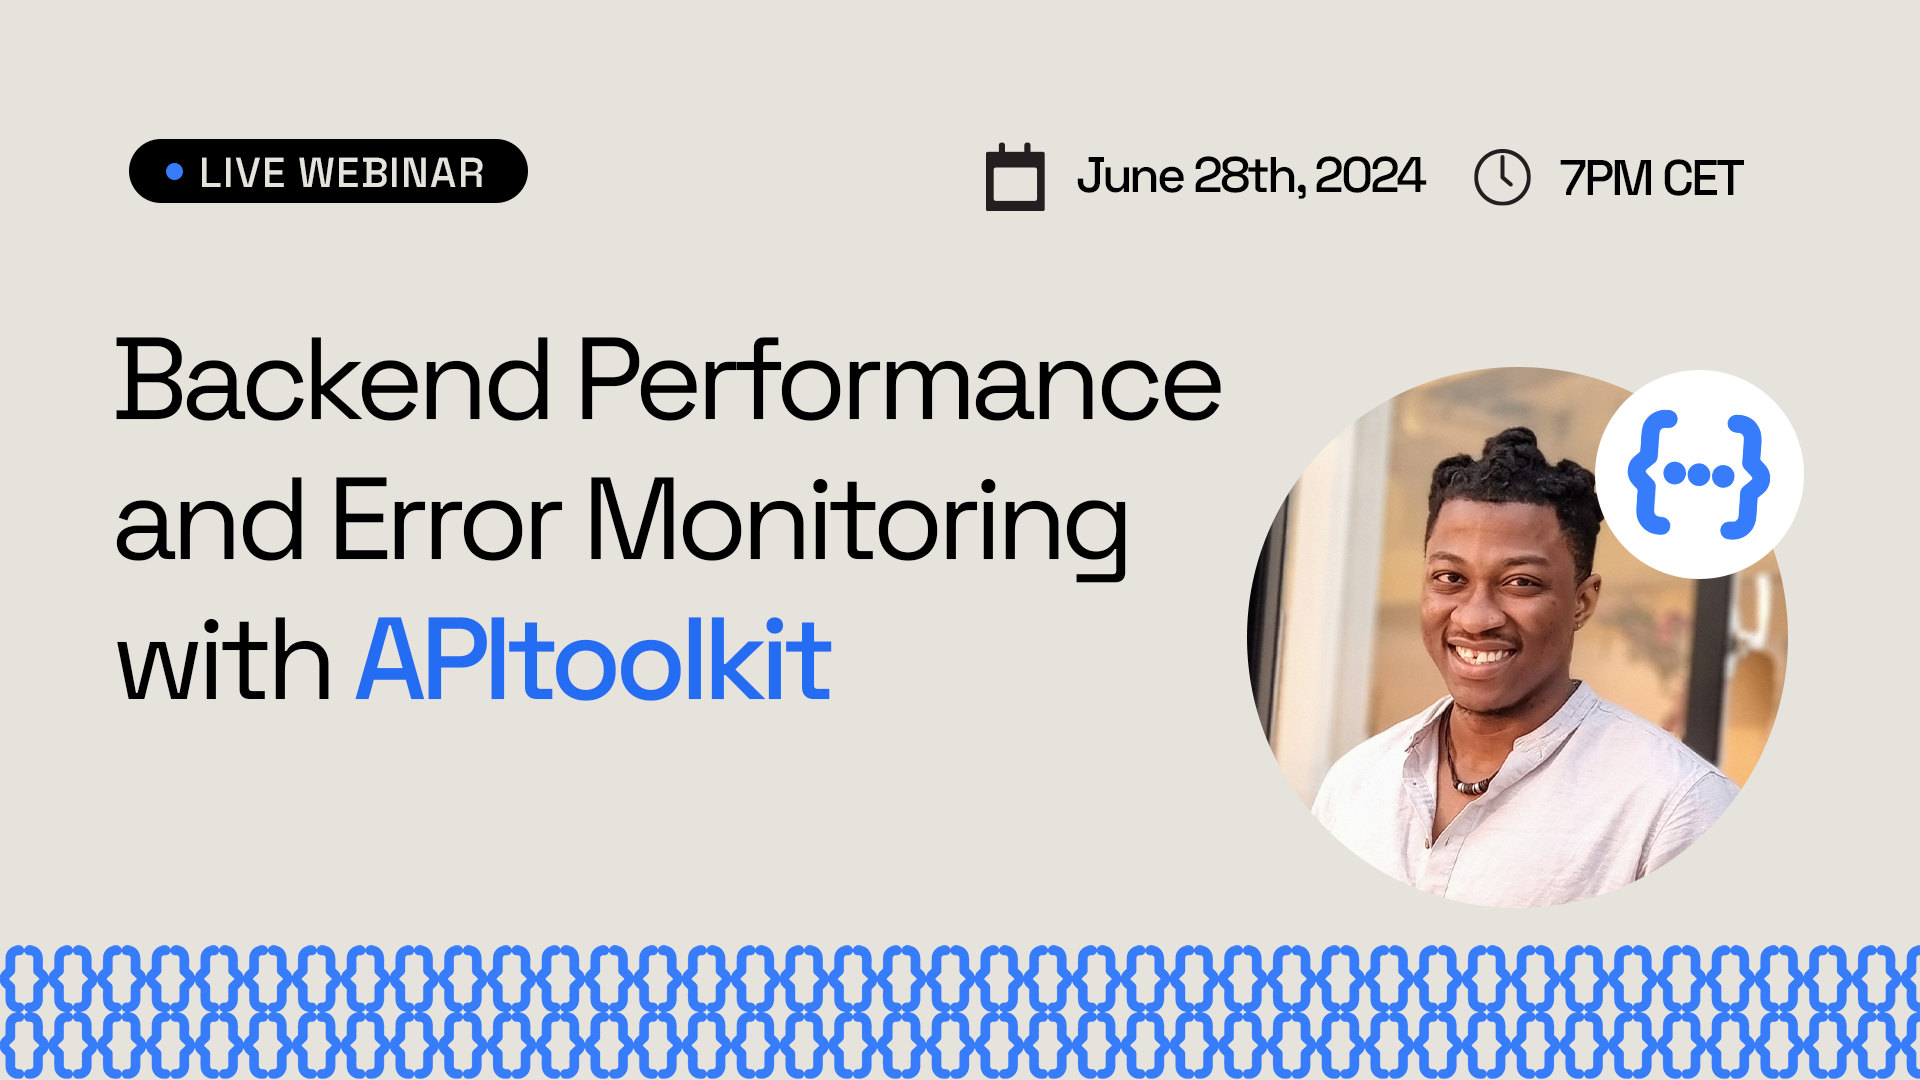 LIVE WEBINAR
June 28th, 2024
7PM CET
Backend Performance
and Error Monitoring
with APItoolkit
{...}